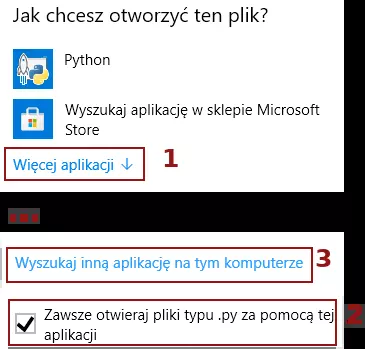 Jak chcesz otworzyć ten plik?
Python
Wyszukaj aplikację w sklepie Microsoft
Store
Więcej aplikacji ↓ 1
...
Wyszukaj inną aplikację na tym komputerze 3
Zawsze otwieraj pliki typu .py za pomocą tej 2
aplikacji